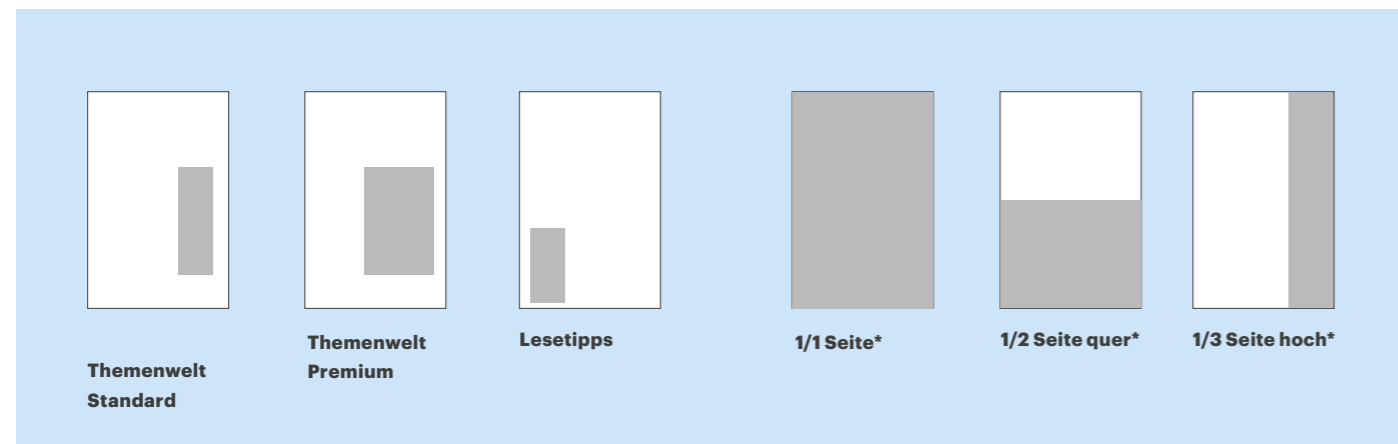 Themenwelt
Standard
Themenwelt
Premium
Lesetipps
1/1 Seite*
1/2 Seite quer*
1/3 Seite hoch*